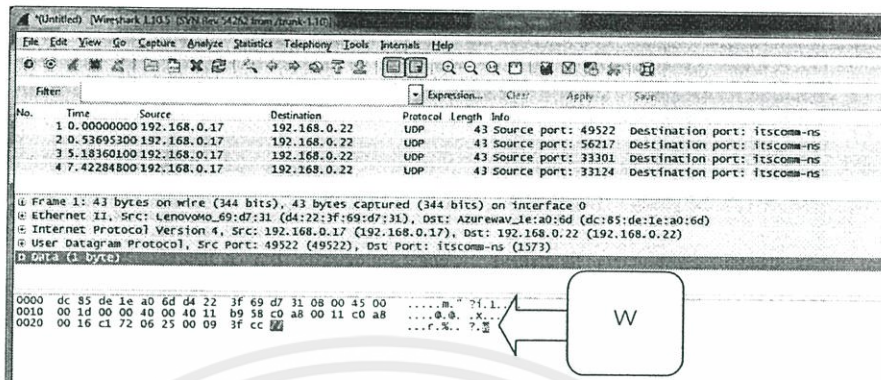 *(Untitled) [Wireshark 1.10.5 (SVN Rev 54262 from /trunk-1.10)]
File Edit View Go Capture Analyze Statistics Telephony Tools Internals Help
Filter: Expression... Clear Apply Save
No. Time Source Destination Protocol Length Info
1 0.00000000 192.168.0.17 192.168.0.22 UDP 43 Source port: 49522 Destination port: itscomm-ns
2 0.53695300 192.168.0.17 192.168.0.22 UDP 43 Source port: 56217 Destination port: itscomm-ns
3 5.18360100 192.168.0.17 192.168.0.22 UDP 43 Source port: 33301 Destination port: itscomm-ns
4 7.42284800 192.168.0.17 192.168.0.22 UDP 43 Source port: 33124 Destination port: itscomm-ns
Frame 1: 43 bytes on wire (344 bits), 43 bytes captured (344 bits) on interface 0
Ethernet II, Src: LenovoMo_69:d7:31 (d4:22:3f:69:d7:31), Dst: Azurewav_1e:a0:6d (dc:85:de:1e:a0:6d)
Internet Protocol Version 4, Src: 192.168.0.17 (192.168.0.17), Dst: 192.168.0.22 (192.168.0.22)
User Datagram Protocol, Src Port: 49522 (49522), Dst Port: itscomm-ns (1573)
Data (1 byte)
0000 dc 85 de 1e a0 6d d4 22 3f 69 d7 31 08 00 45 00 .....m." ?i.1..E.
0010 00 1d 00 00 40 00 40 11 b9 58 c0 a8 00 11 c0 a8 ....@.@. .X......
0020 00 16 c1 72 06 25 00 09 3f cc 77 ...r.%.. ?.w
W